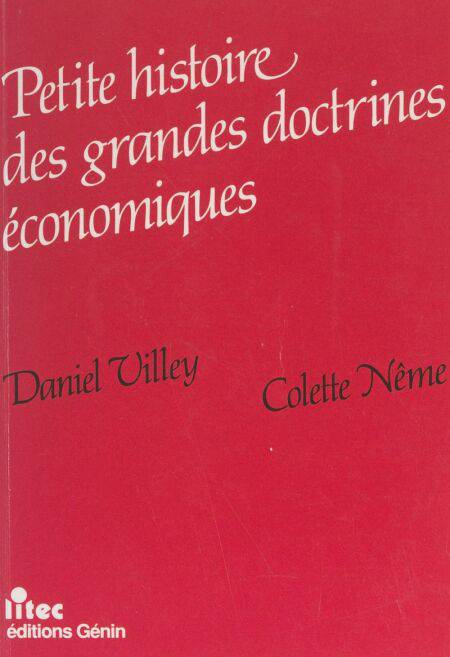 Petite histoire
des grandes doctrines
économiques
Daniel Villey
Colette Nême
litec
éditions Génin